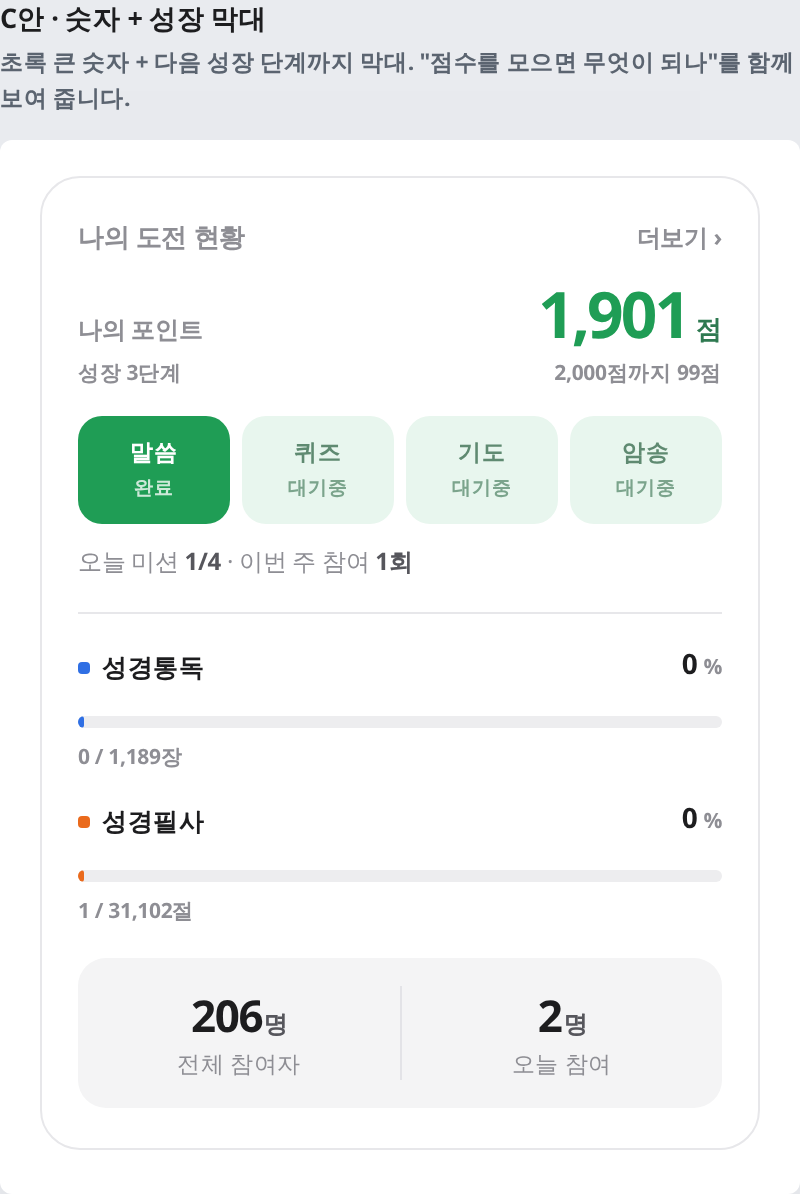 C안 · 숫자 + 성장 막대
초록 큰 숫자 + 다음 성장 단계까지 막대. "점수를 모으면 무엇이 되나"를 함께
보여 줍니다.
나의 도전 현황
더보기 ›
나의 포인트
1,901 점
성장 3단계
2,000점까지 99점
말씀
완료
퀴즈
대기중
기도
대기중
암송
대기중
오늘 미션 1/4 · 이번 주 참여 1회
성경통독
0 %
0 / 1,189장
성경필사
0 %
1 / 31,102절
206명
전체 참여자
2명
오늘 참여